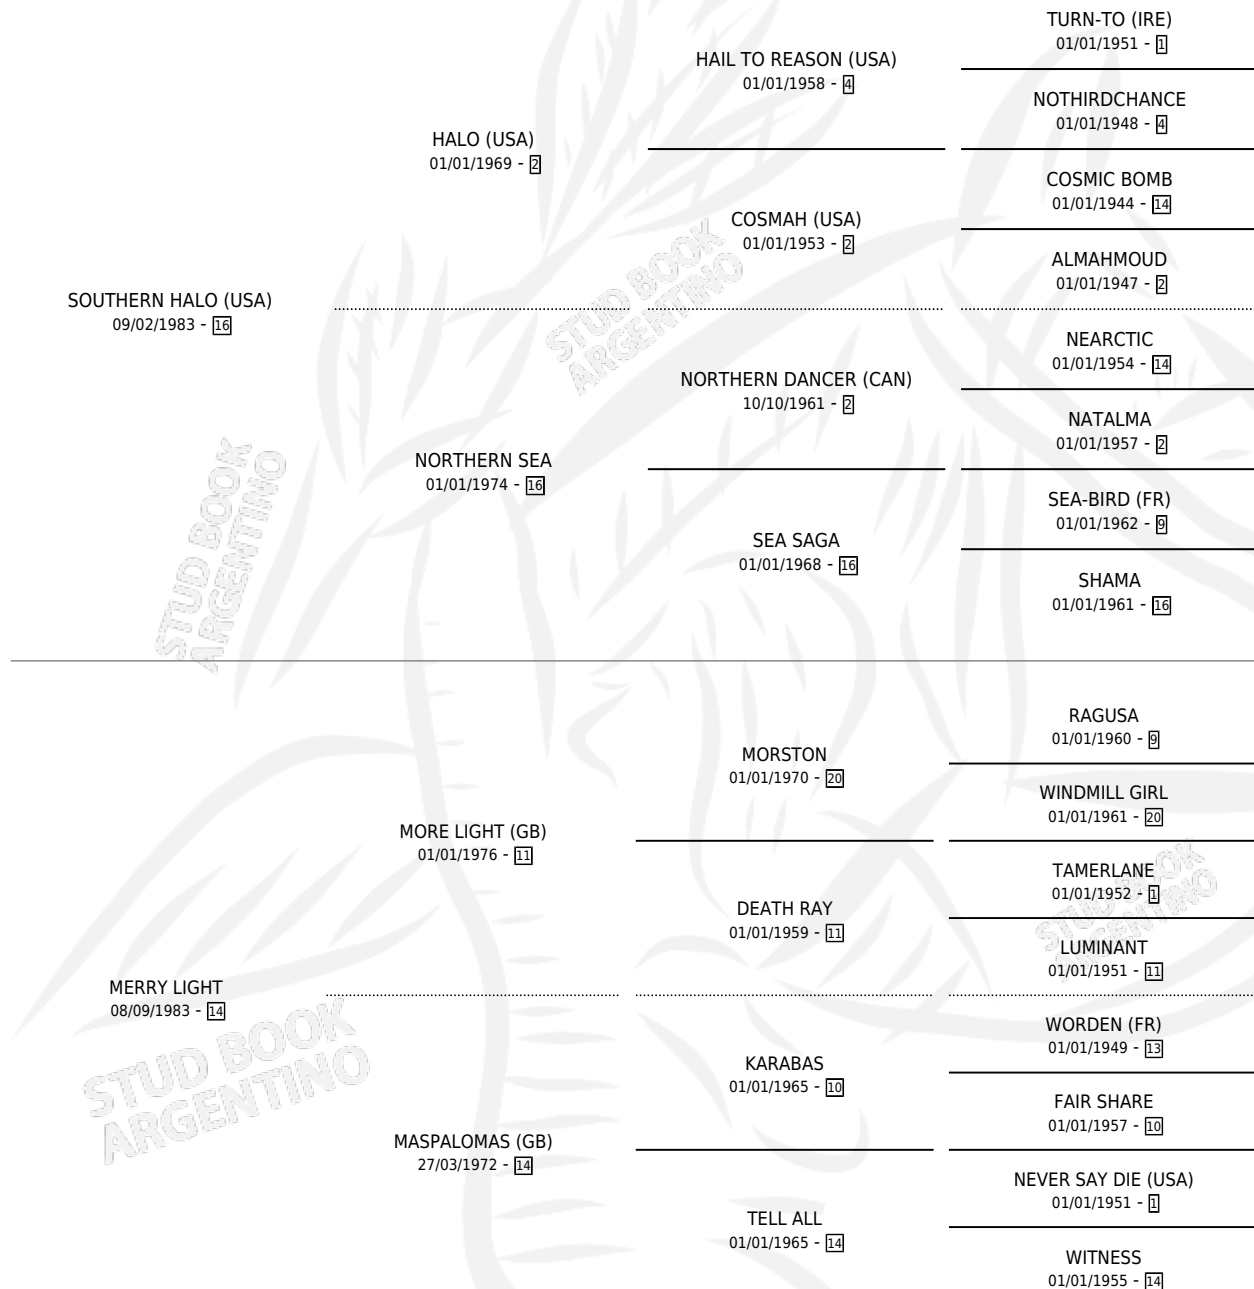 TURN-TO (IRE)
01/01/1951 - 1
HAIL TO REASON (USA)
01/01/1958 - 4
NOTHIRDCHANCE
01/01/1948 - 4
HALO (USA)
01/01/1969 - 2
COSMIC BOMB
01/01/1944 - 14
COSMAH (USA)
01/01/1953 - 2
ALMAHMOUD
01/01/1947 - 2
SOUTHERN HALO (USA)
09/02/1983 - 16
NEARCTIC
01/01/1954 - 14
NORTHERN DANCER (CAN)
10/10/1961 - 2
NATALMA
01/01/1957 - 2
NORTHERN SEA
01/01/1974 - 16
SEA-BIRD (FR)
01/01/1962 - 9
SEA SAGA
01/01/1968 - 16
SHAMA
01/01/1961 - 16
RAGUSA
01/01/1960 - 9
MORSTON
01/01/1970 - 20
WINDMILL GIRL
01/01/1961 - 20
MORE LIGHT (GB)
01/01/1976 - 11
TAMERLANE
01/01/1952 - 1
DEATH RAY
01/01/1959 - 11
LUMINANT
01/01/1951 - 11
MERRY LIGHT
08/09/1983 - 14
WORDEN (FR)
01/01/1949 - 13
KARABAS
01/01/1965 - 10
FAIR SHARE
01/01/1957 - 10
MASPALOMAS (GB)
27/03/1972 - 14
NEVER SAY DIE (USA)
01/01/1951 - 1
TELL ALL
01/01/1965 - 14
WITNESS
01/01/1955 - 14
STUD BOOK
ARGENTINO
STUD BOOK
ARGENTINO
STUD BOOK
ARGENTINO
STUD BOOK
ARGENTINO